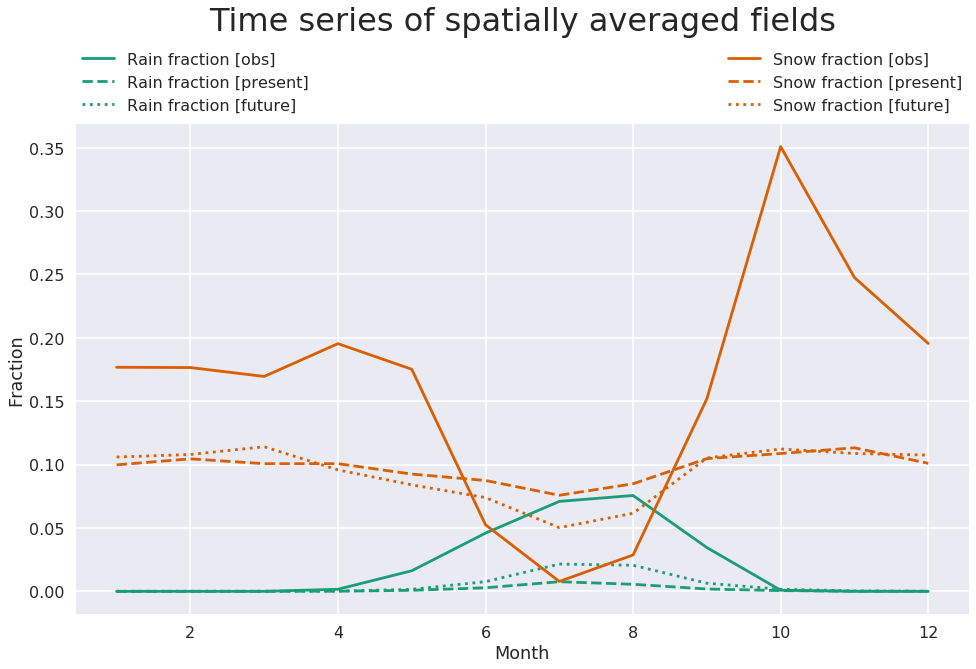 Time series of spatially averaged fields
Rain fraction [obs]
Rain fraction [present]
Rain fraction [future]
Snow fraction [obs]
Snow fraction [present]
Snow fraction [future]
Fraction
0.35
0.30
0.25
0.20
0.15
0.10
0.05
0.00
2 4 6 8 10 12
Month